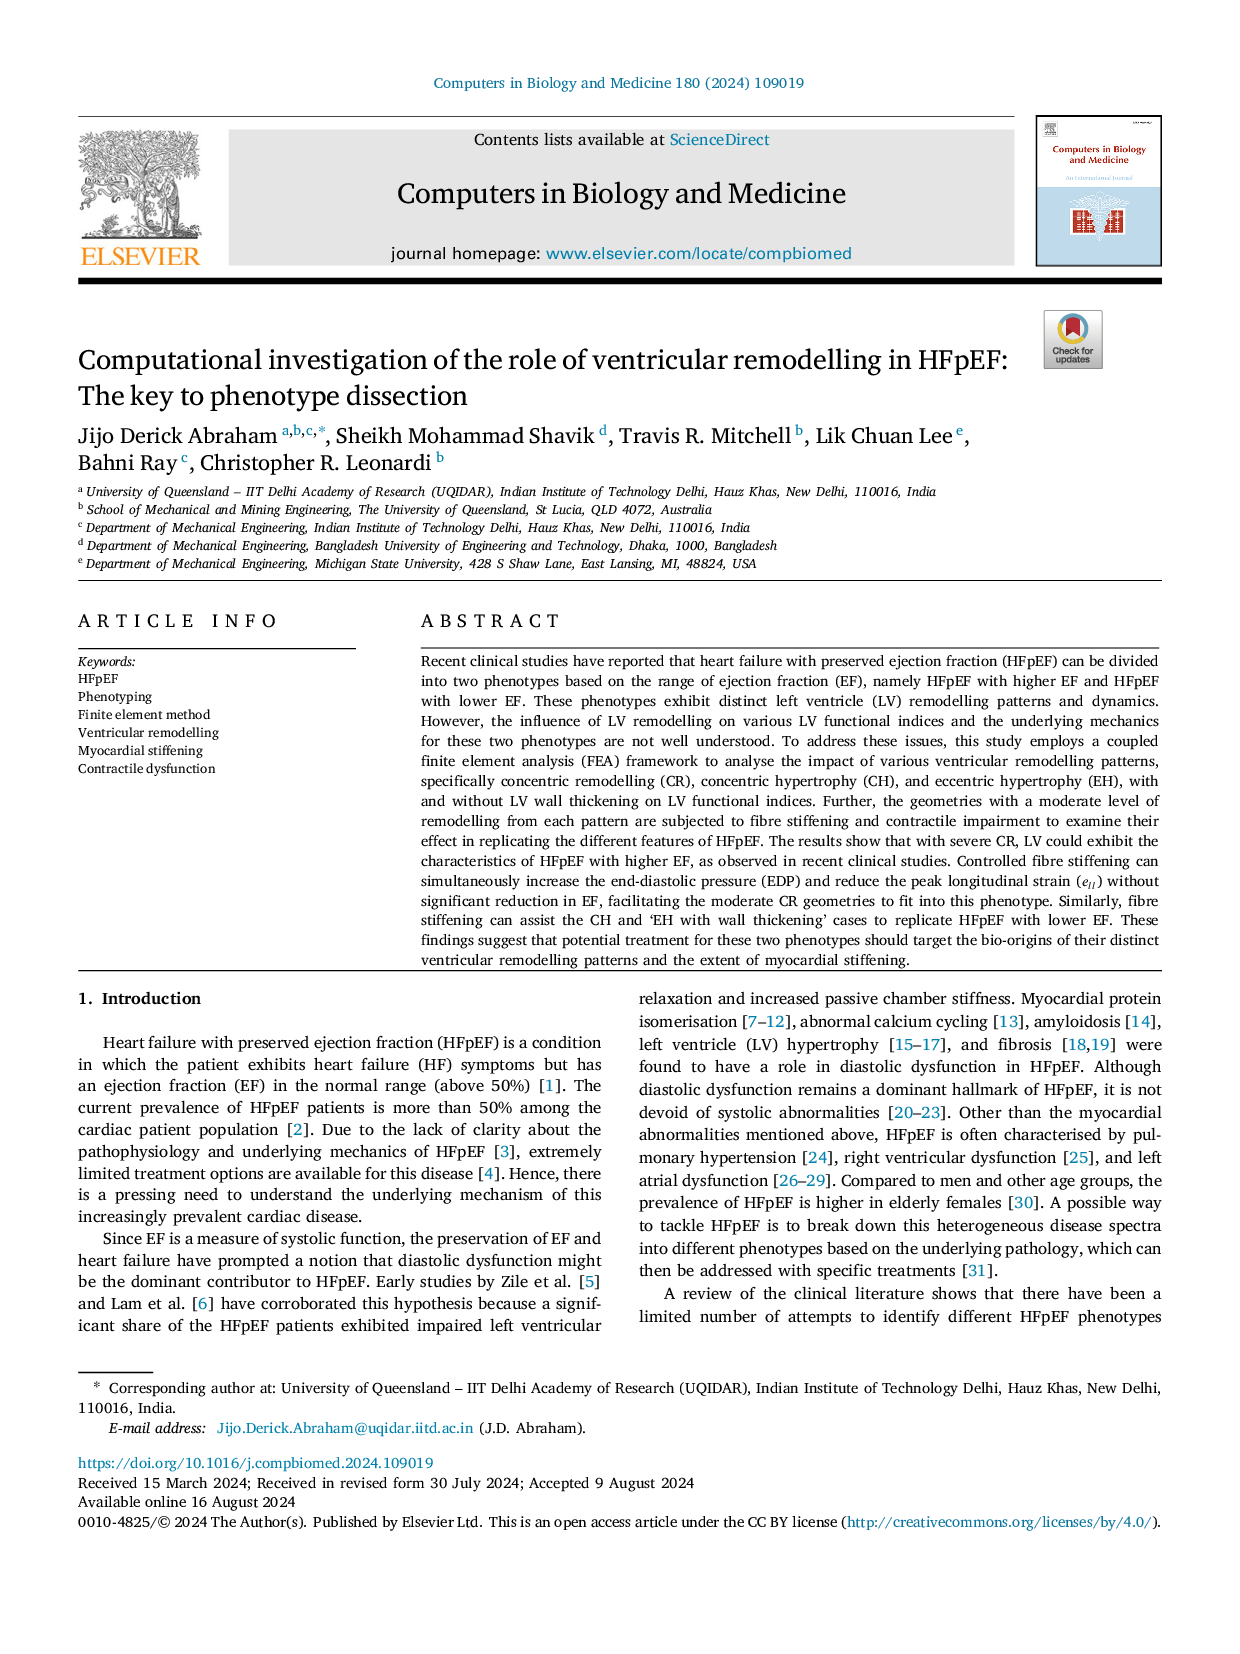 Computers in Biology and Medicine 180 (2024) 109019
Contents lists available at ScienceDirect
Computers in Biology and Medicine
journal homepage: www.elsevier.com/locate/compbiomed
ELSEVIER
Computers in Biology
and Medicine
An International Journal
Check for
updates
Computational investigation of the role of ventricular remodelling in HFpEF:
The key to phenotype dissection
Jijo Derick Abraham a,b,c,*, Sheikh Mohammad Shavik d, Travis R. Mitchell b, Lik Chuan Lee e,
Bahni Ray c, Christopher R. Leonardi b
a University of Queensland – IIT Delhi Academy of Research (UQIDAR), Indian Institute of Technology Delhi, Hauz Khas, New Delhi, 110016, India
b School of Mechanical and Mining Engineering, The University of Queensland, St Lucia, QLD 4072, Australia
c Department of Mechanical Engineering, Indian Institute of Technology Delhi, Hauz Khas, New Delhi, 110016, India
d Department of Mechanical Engineering, Bangladesh University of Engineering and Technology, Dhaka, 1000, Bangladesh
e Department of Mechanical Engineering, Michigan State University, 428 S Shaw Lane, East Lansing, MI, 48824, USA
ARTICLE INFO
Keywords:
HFpEF
Phenotyping
Finite element method
Ventricular remodelling
Myocardial stiffening
Contractile dysfunction
ABSTRACT
Recent clinical studies have reported that heart failure with preserved ejection fraction (HFpEF) can be divided
into two phenotypes based on the range of ejection fraction (EF), namely HFpEF with higher EF and HFpEF
with lower EF. These phenotypes exhibit distinct left ventricle (LV) remodelling patterns and dynamics.
However, the influence of LV remodelling on various LV functional indices and the underlying mechanics
for these two phenotypes are not well understood. To address these issues, this study employs a coupled
finite element analysis (FEA) framework to analyse the impact of various ventricular remodelling patterns,
specifically concentric remodelling (CR), concentric hypertrophy (CH), and eccentric hypertrophy (EH), with
and without LV wall thickening on LV functional indices. Further, the geometries with a moderate level of
remodelling from each pattern are subjected to fibre stiffening and contractile impairment to examine their
effect in replicating the different features of HFpEF. The results show that with severe CR, LV could exhibit the
characteristics of HFpEF with higher EF, as observed in recent clinical studies. Controlled fibre stiffening can
simultaneously increase the end-diastolic pressure (EDP) and reduce the peak longitudinal strain (ell) without
significant reduction in EF, facilitating the moderate CR geometries to fit into this phenotype. Similarly, fibre
stiffening can assist the CH and ‘EH with wall thickening’ cases to replicate HFpEF with lower EF. These
findings suggest that potential treatment for these two phenotypes should target the bio-origins of their distinct
ventricular remodelling patterns and the extent of myocardial stiffening.
1. Introduction
Heart failure with preserved ejection fraction (HFpEF) is a condition
in which the patient exhibits heart failure (HF) symptoms but has
an ejection fraction (EF) in the normal range (above 50%) [1]. The
current prevalence of HFpEF patients is more than 50% among the
cardiac patient population [2]. Due to the lack of clarity about the
pathophysiology and underlying mechanics of HFpEF [3], extremely
limited treatment options are available for this disease [4]. Hence, there
is a pressing need to understand the underlying mechanism of this
increasingly prevalent cardiac disease.
Since EF is a measure of systolic function, the preservation of EF and
heart failure have prompted a notion that diastolic dysfunction might
be the dominant contributor to HFpEF. Early studies by Zile et al. [5]
and Lam et al. [6] have corroborated this hypothesis because a signif-
icant share of the HFpEF patients exhibited impaired left ventricular
relaxation and increased passive chamber stiffness. Myocardial protein
isomerisation [7–12], abnormal calcium cycling [13], amyloidosis [14],
left ventricle (LV) hypertrophy [15–17], and fibrosis [18,19] were
found to have a role in diastolic dysfunction in HFpEF. Although
diastolic dysfunction remains a dominant hallmark of HFpEF, it is not
devoid of systolic abnormalities [20–23]. Other than the myocardial
abnormalities mentioned above, HFpEF is often characterised by pul-
monary hypertension [24], right ventricular dysfunction [25], and left
atrial dysfunction [26–29]. Compared to men and other age groups, the
prevalence of HFpEF is higher in elderly females [30]. A possible way
to tackle HFpEF is to break down this heterogeneous disease spectra
into different phenotypes based on the underlying pathology, which can
then be addressed with specific treatments [31].
A review of the clinical literature shows that there have been a
limited number of attempts to identify different HFpEF phenotypes
* Corresponding author at: University of Queensland – IIT Delhi Academy of Research (UQIDAR), Indian Institute of Technology Delhi, Hauz Khas, New Delhi,
110016, India.
E-mail address: Jijo.Derick.Abraham@uqidar.iitd.ac.in (J.D. Abraham).
https://doi.org/10.1016/j.compbiomed.2024.109019
Received 15 March 2024; Received in revised form 30 July 2024; Accepted 9 August 2024
Available online 16 August 2024
0010-4825/© 2024 The Author(s). Published by Elsevier Ltd. This is an open access article under the CC BY license (http://creativecommons.org/licenses/by/4.0/).